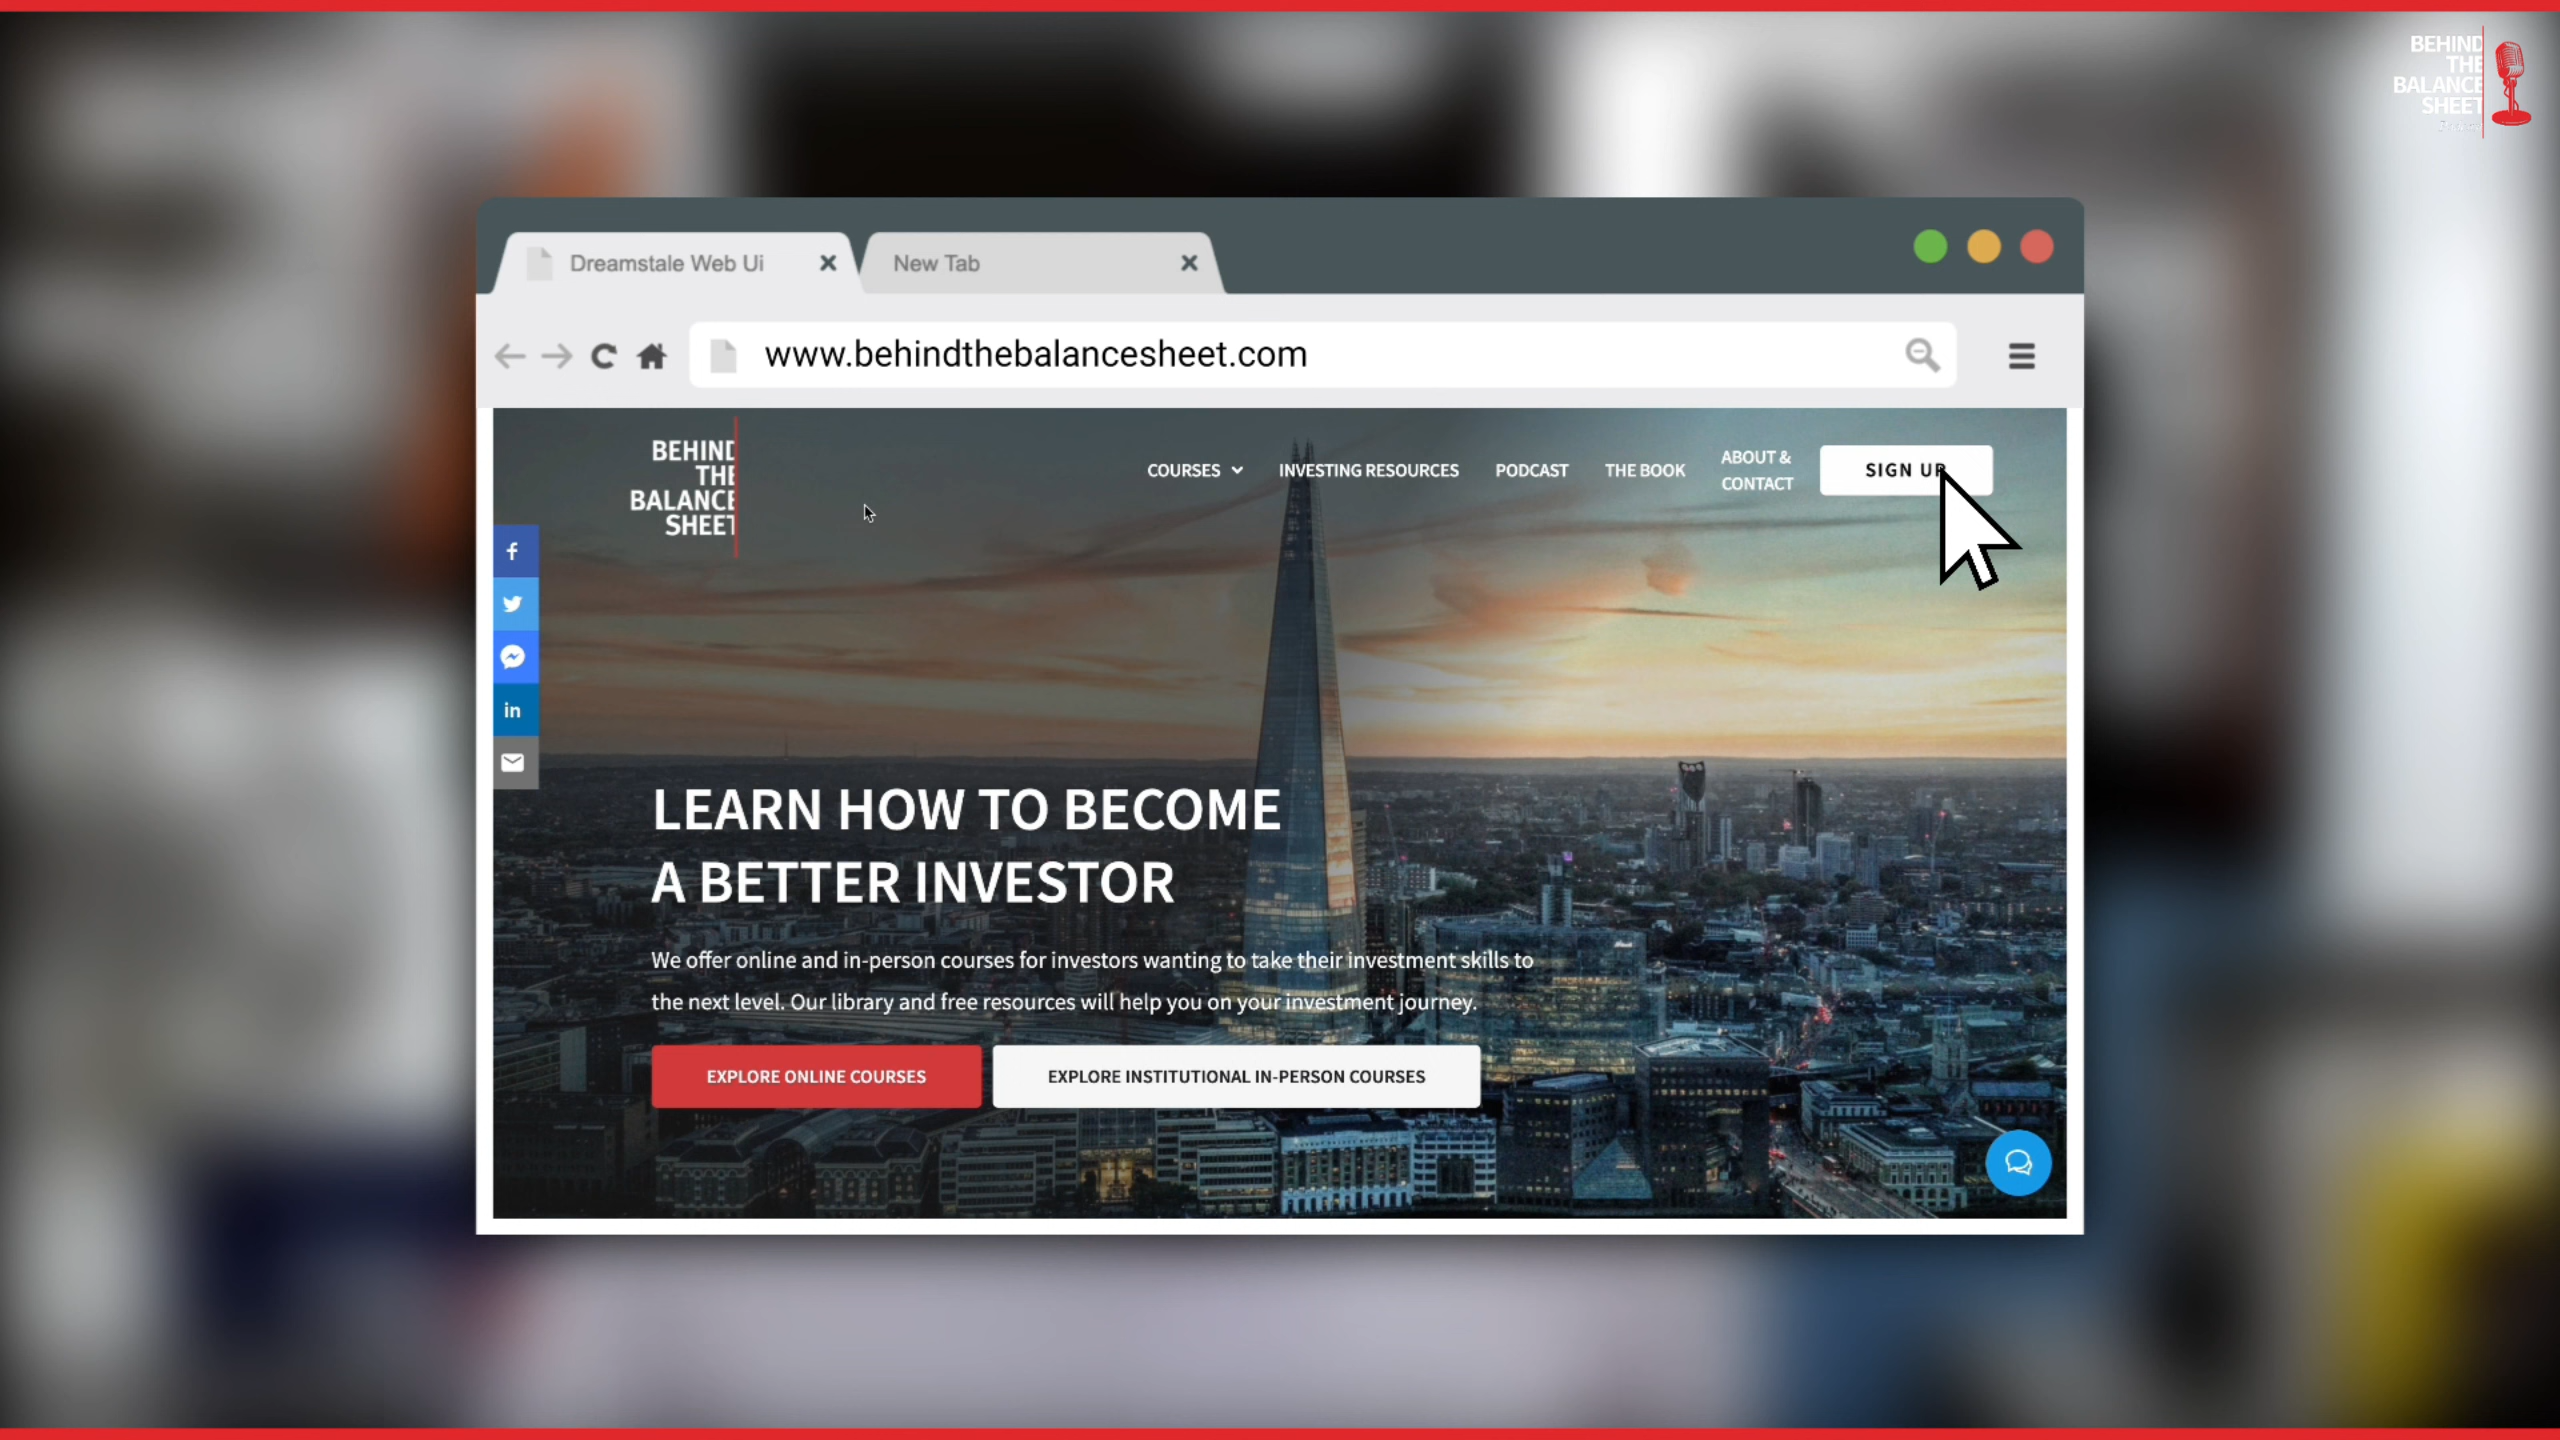 BEHIND
THE
BALANCE
SHEET
Dreamstale Web Ui
New Tab
www.behindthebalancesheet.com
BEHIND
THE
BALANCE
SHEET
COURSES
INVESTING RESOURCES
PODCAST
THE BOOK
ABOUT &
CONTACT
SIGN UP
LEARN HOW TO BECOME
A BETTER INVESTOR
We offer online and in-person courses for investors wanting to take their investment skills to
the next level. Our library and free resources will help you on your investment journey.
EXPLORE ONLINE COURSES
EXPLORE INSTITUTIONAL IN-PERSON COURSES